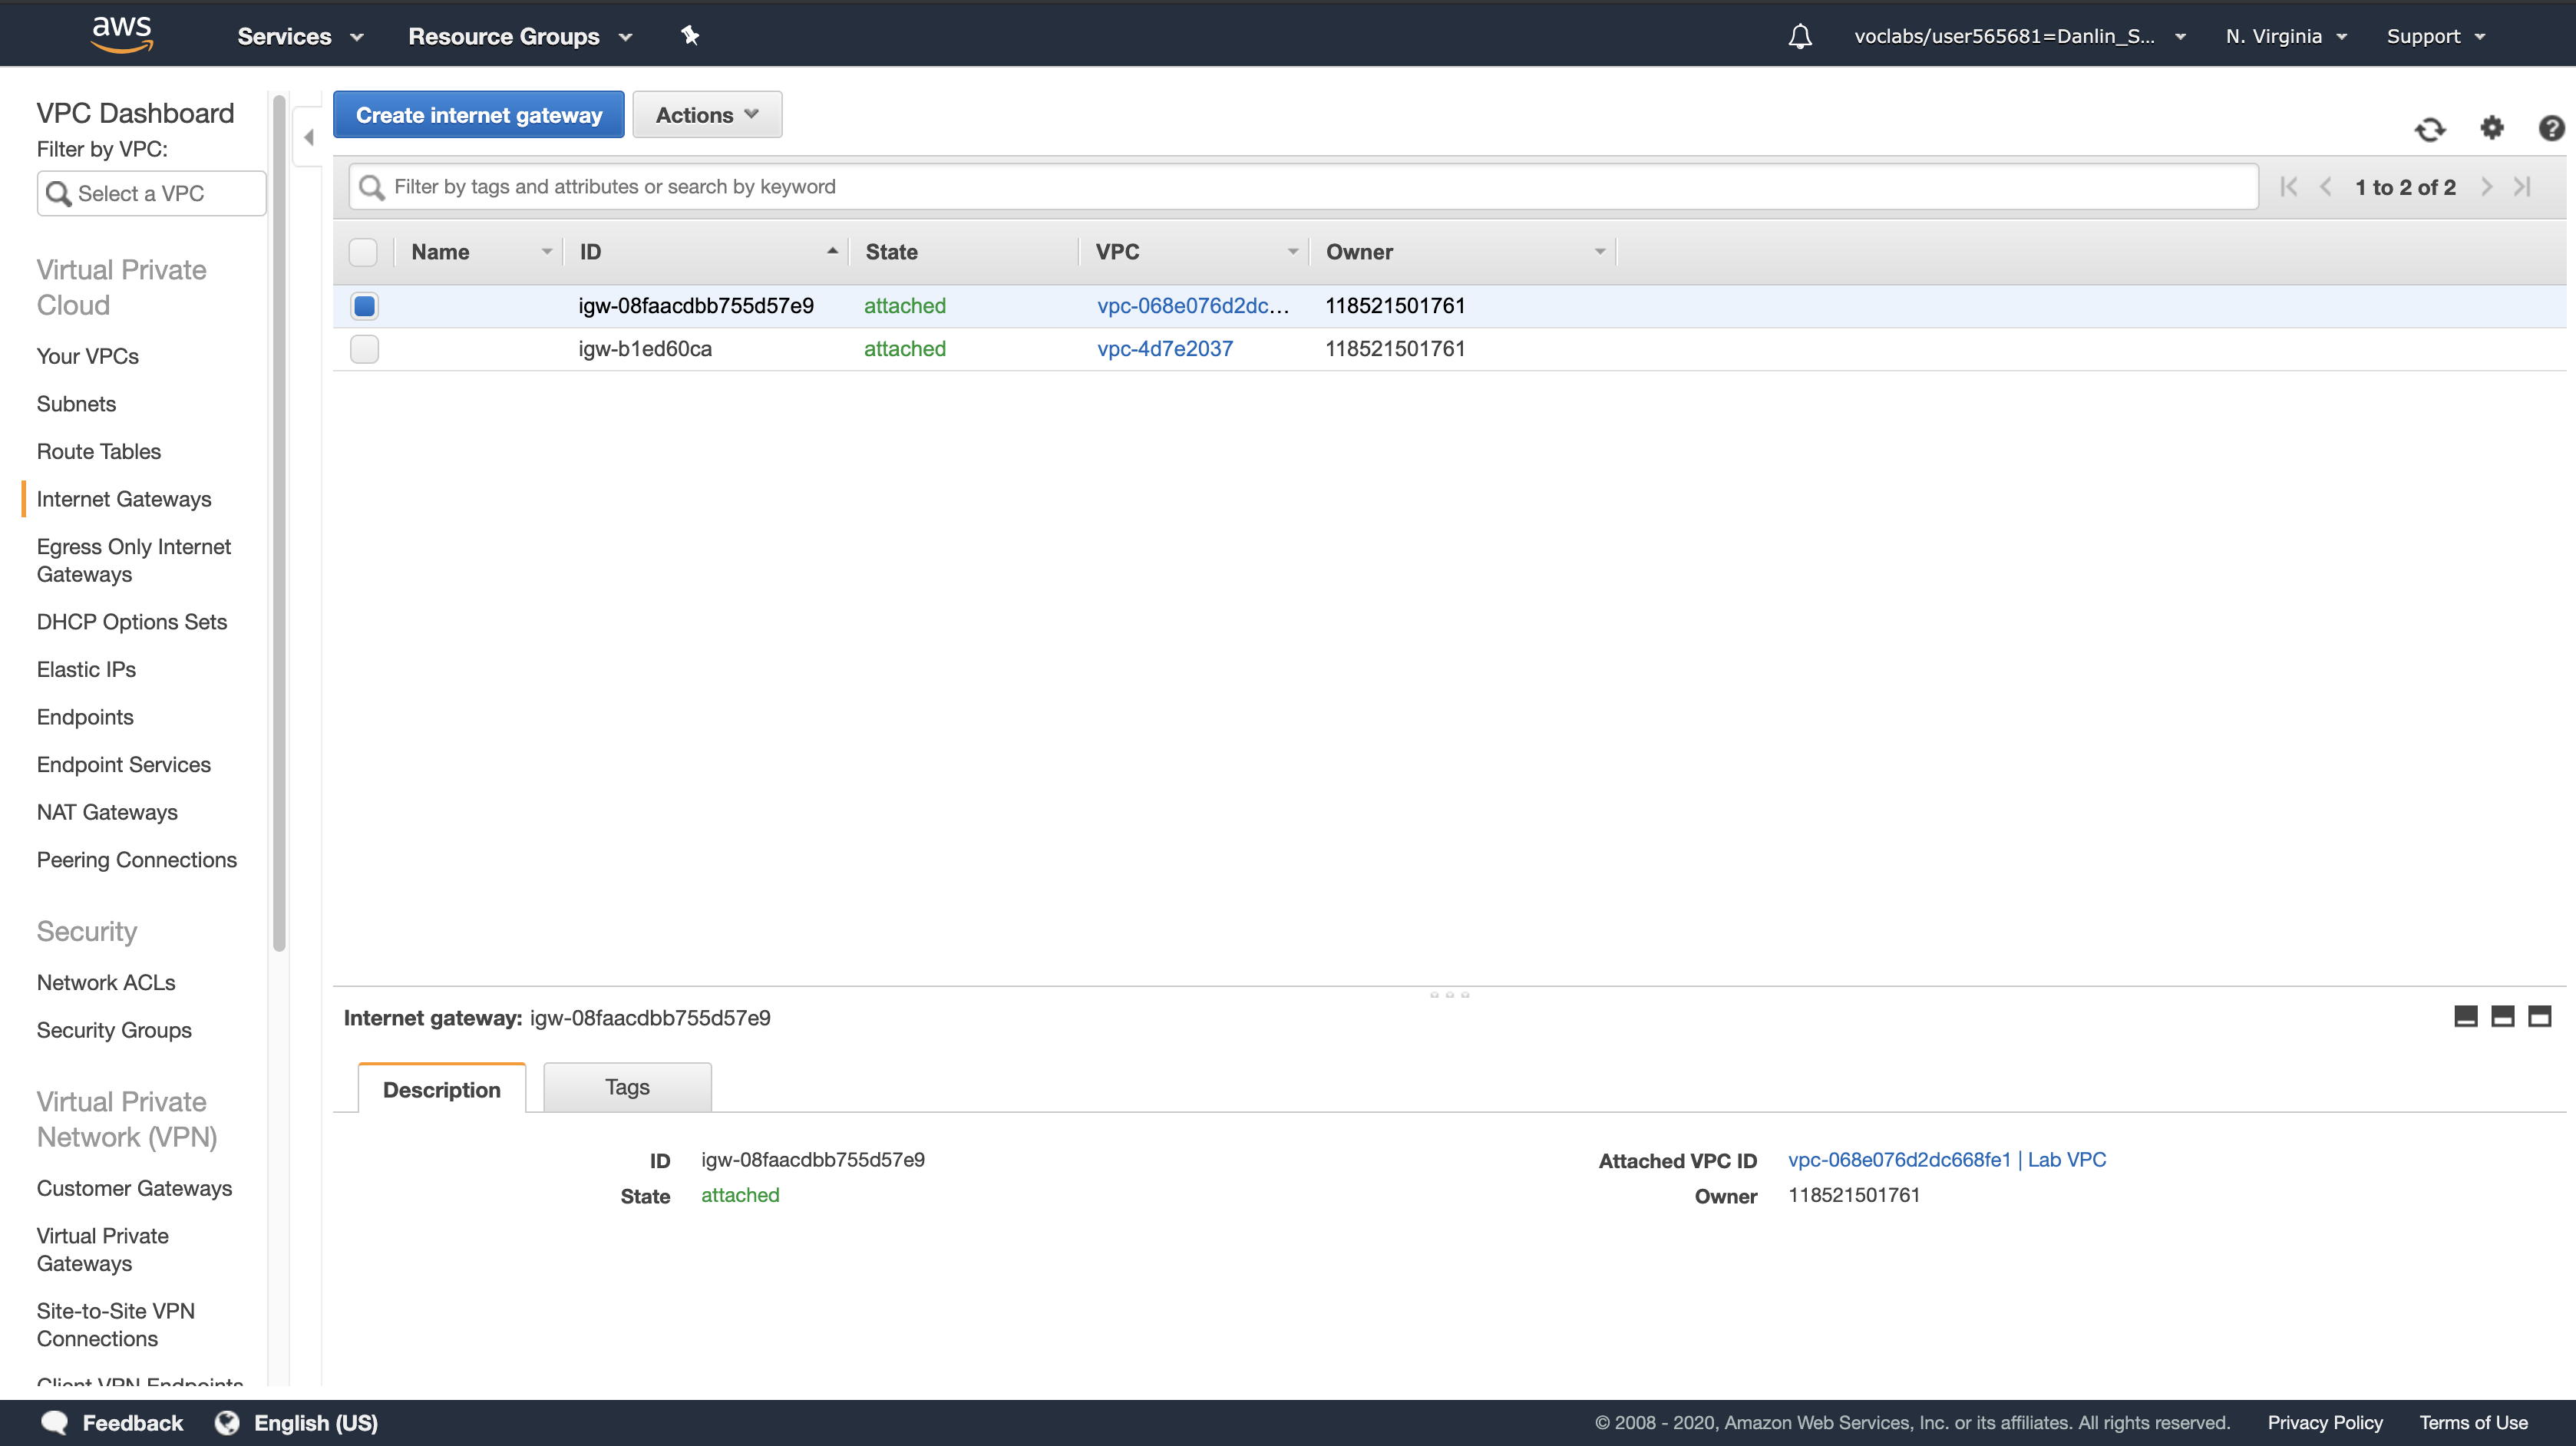 aws
Services
Resource Groups
voclabs/user565681=Danlin_S...
N. Virginia
Support
VPC Dashboard
Filter by VPC:
Select a VPC
Virtual Private
Cloud
Your VPCs
Subnets
Route Tables
Internet Gateways
Egress Only Internet
Gateways
DHCP Options Sets
Elastic IPs
Endpoints
Endpoint Services
NAT Gateways
Peering Connections
Security
Network ACLs
Security Groups
Virtual Private
Network (VPN)
Customer Gateways
Virtual Private
Gateways
Site-to-Site VPN
Connections
Client VPN Endpoints
Create internet gateway
Actions
Filter by tags and attributes or search by keyword
1 to 2 of 2
Name ID State VPC Owner
igw-08faacdbb755d57e9 attached vpc-068e076d2dc... 118521501761
igw-b1ed60ca attached vpc-4d7e2037 118521501761
Internet gateway: igw-08faacdbb755d57e9
Description
Tags
ID igw-08faacdbb755d57e9
State attached
Attached VPC ID vpc-068e076d2dc668fe1 | Lab VPC
Owner 118521501761
Feedback
English (US)
© 2008 - 2020, Amazon Web Services, Inc. or its affiliates. All rights reserved.
Privacy Policy
Terms of Use